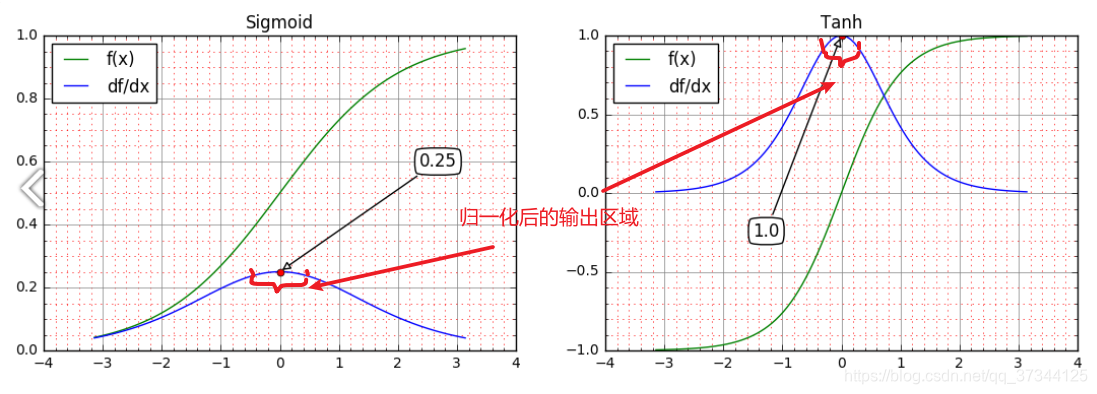 Sigmoid
1.0
0.8
0.6
0.4
0.2
0.0
f(x)
df/dx
0.25
−4 −3 −2 −1 0 1 2 3 4
归一化后的输出区域
Tanh
1.0
0.5
0.0
−0.5
−1.0
f(x)
df/dx
1.0
−4 −3 −2 −1 0 1 2 3 4
https://blog.csdn.net/qq_37344125